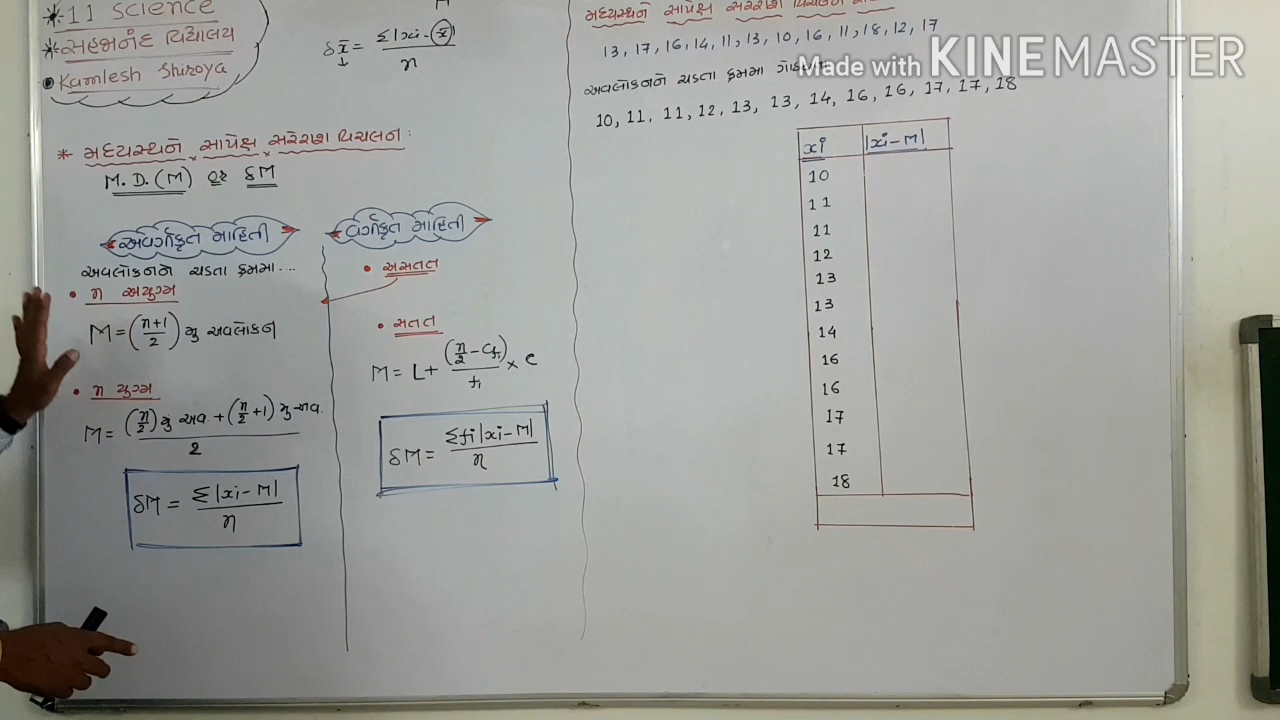 * 11 Science
* સહજાનંદ વિદ્યાલય
• Kamlesh Shiroya
δx̄ = Σ|xi-(x̄)| / n
* મધ્યસ્થને સાપેક્ષ સરેરાશ વિચલન:
M.D.(M) ણ્ર δM
અવર્ગીકૃત માહિતી
અવલોકનને ચડતા ક્રમમા....
• n અયુગ્મ
M = ((n+1)/2) મુ અવલોકન
• n યુગ્મ
M = ((n/2) મું અવ. + (n/2 + 1) મુ અવ.) / 2
δM = Σ|xi-M| / n
વર્ગીકૃત માહિતી
• અસતત
• સતત
M = L + ((n/2 - cf) / f) × c
δM = Σfi|xi-M| / n
મધ્યસ્થને સાપેક્ષ સરેરાશ વિચલન
13, 17, 16, 14, 11, 13, 10, 16, 11, 18, 12, 17
અવલોકનને ચડતા ક્રમમા
Made with KINEMASTER
10, 11, 11, 12, 13, 13, 14, 16, 16, 17, 17, 18
xi |xi-M|
10
11
11
12
13
13
14
16
16
17
17
18